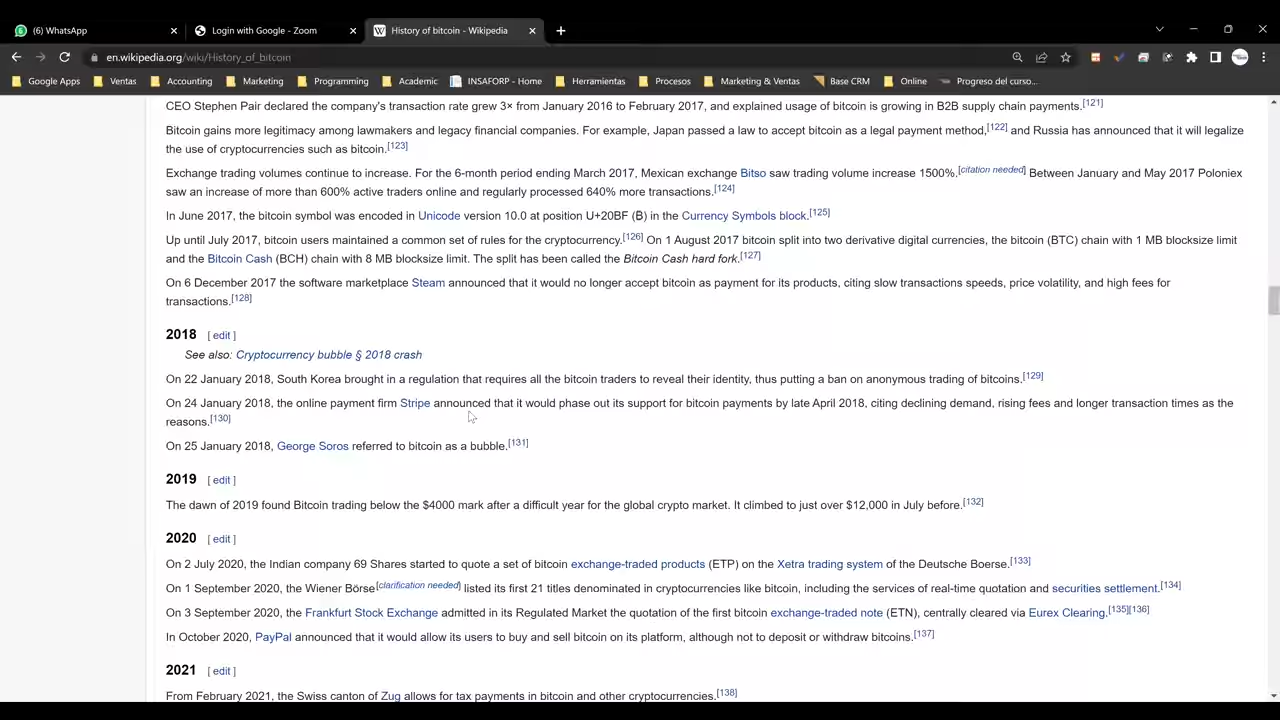 (6) WhatsApp
Login with Google - Zoom
History of bitcoin - Wikipedia
en.wikipedia.org/wiki/History_of_bitcoin
Google Apps
Ventas
Accounting
Marketing
Programming
Academic
INSAFORP - Home
Herramientas
Procesos
Marketing & Ventas
Base CRM
Online
Progreso del curso...
CEO Stephen Pair declared the company's transaction rate grew 3× from January 2016 to February 2017, and explained usage of bitcoin is growing in B2B supply chain payments.[121]
Bitcoin gains more legitimacy among lawmakers and legacy financial companies. For example, Japan passed a law to accept bitcoin as a legal payment method,[122] and Russia has announced that it will legalize
the use of cryptocurrencies such as bitcoin.[123]
Exchange trading volumes continue to increase. For the 6-month period ending March 2017, Mexican exchange Bitso saw trading volume increase 1500%.[citation needed] Between January and May 2017 Poloniex
saw an increase of more than 600% active traders online and regularly processed 640% more transactions.[124]
In June 2017, the bitcoin symbol was encoded in Unicode version 10.0 at position U+20BF (₿) in the Currency Symbols block.[125]
Up until July 2017, bitcoin users maintained a common set of rules for the cryptocurrency.[126] On 1 August 2017 bitcoin split into two derivative digital currencies, the bitcoin (BTC) chain with 1 MB blocksize limit
and the Bitcoin Cash (BCH) chain with 8 MB blocksize limit. The split has been called the Bitcoin Cash hard fork.[127]
On 6 December 2017 the software marketplace Steam announced that it would no longer accept bitcoin as payment for its products, citing slow transactions speeds, price volatility, and high fees for
transactions.[128]
2018 [ edit ]
See also: Cryptocurrency bubble § 2018 crash
On 22 January 2018, South Korea brought in a regulation that requires all the bitcoin traders to reveal their identity, thus putting a ban on anonymous trading of bitcoins.[129]
On 24 January 2018, the online payment firm Stripe announced that it would phase out its support for bitcoin payments by late April 2018, citing declining demand, rising fees and longer transaction times as the
reasons.[130]
On 25 January 2018, George Soros referred to bitcoin as a bubble.[131]
2019 [ edit ]
The dawn of 2019 found Bitcoin trading below the $4000 mark after a difficult year for the global crypto market. It climbed to just over $12,000 in July before.[132]
2020 [ edit ]
On 2 July 2020, the Indian company 69 Shares started to quote a set of bitcoin exchange-traded products (ETP) on the Xetra trading system of the Deutsche Boerse.[133]
On 1 September 2020, the Wiener Börse[clarification needed] listed its first 21 titles denominated in cryptocurrencies like bitcoin, including the services of real-time quotation and securities settlement.[134]
On 3 September 2020, the Frankfurt Stock Exchange admitted in its Regulated Market the quotation of the first bitcoin exchange-traded note (ETN), centrally cleared via Eurex Clearing.[135][136]
In October 2020, PayPal announced that it would allow its users to buy and sell bitcoin on its platform, although not to deposit or withdraw bitcoins.[137]
2021 [ edit ]
From February 2021, the Swiss canton of Zug allows for tax payments in bitcoin and other cryptocurrencies.[138]